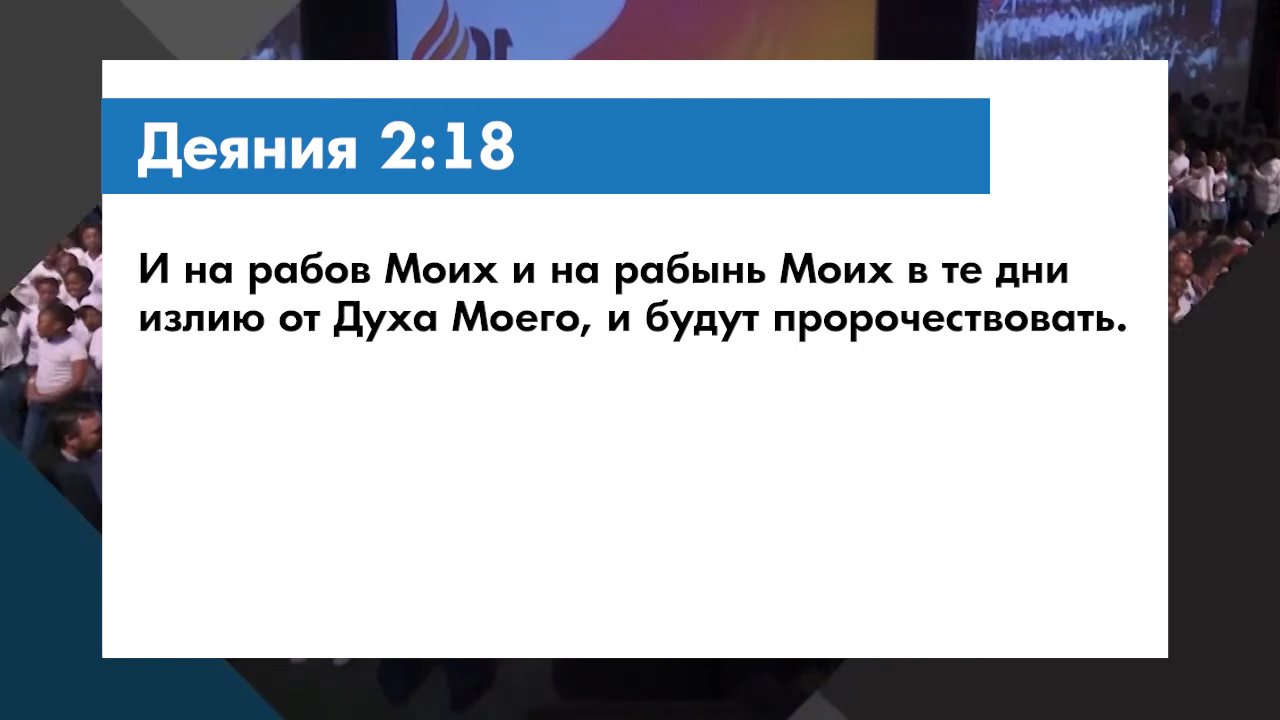 Деяния 2:18
И на рабов Моих и на рабынь Моих в те дни
излию от Духа Моего, и будут пророчествовать.